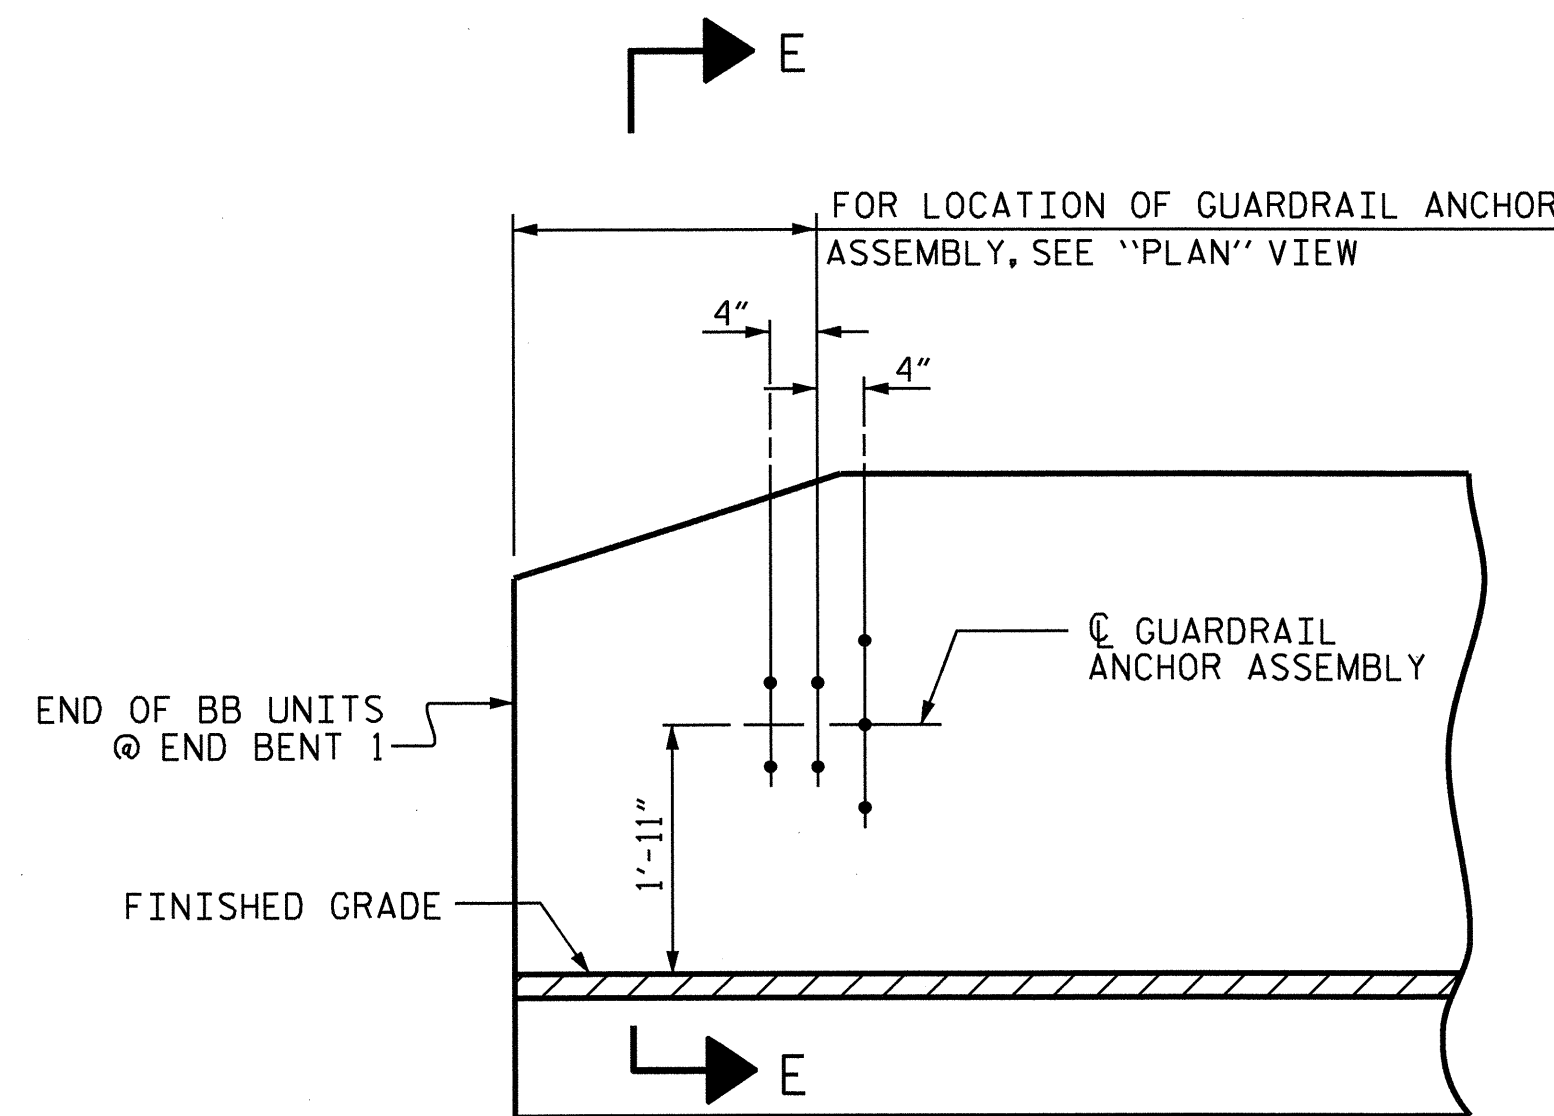 E
FOR LOCATION OF GUARDRAIL ANCHOR
ASSEMBLY, SEE ``PLAN'' VIEW
4"
4"
℄ GUARDRAIL
ANCHOR ASSEMBLY
END OF BB UNITS
@ END BENT 1
1'-11"
FINISHED GRADE
E